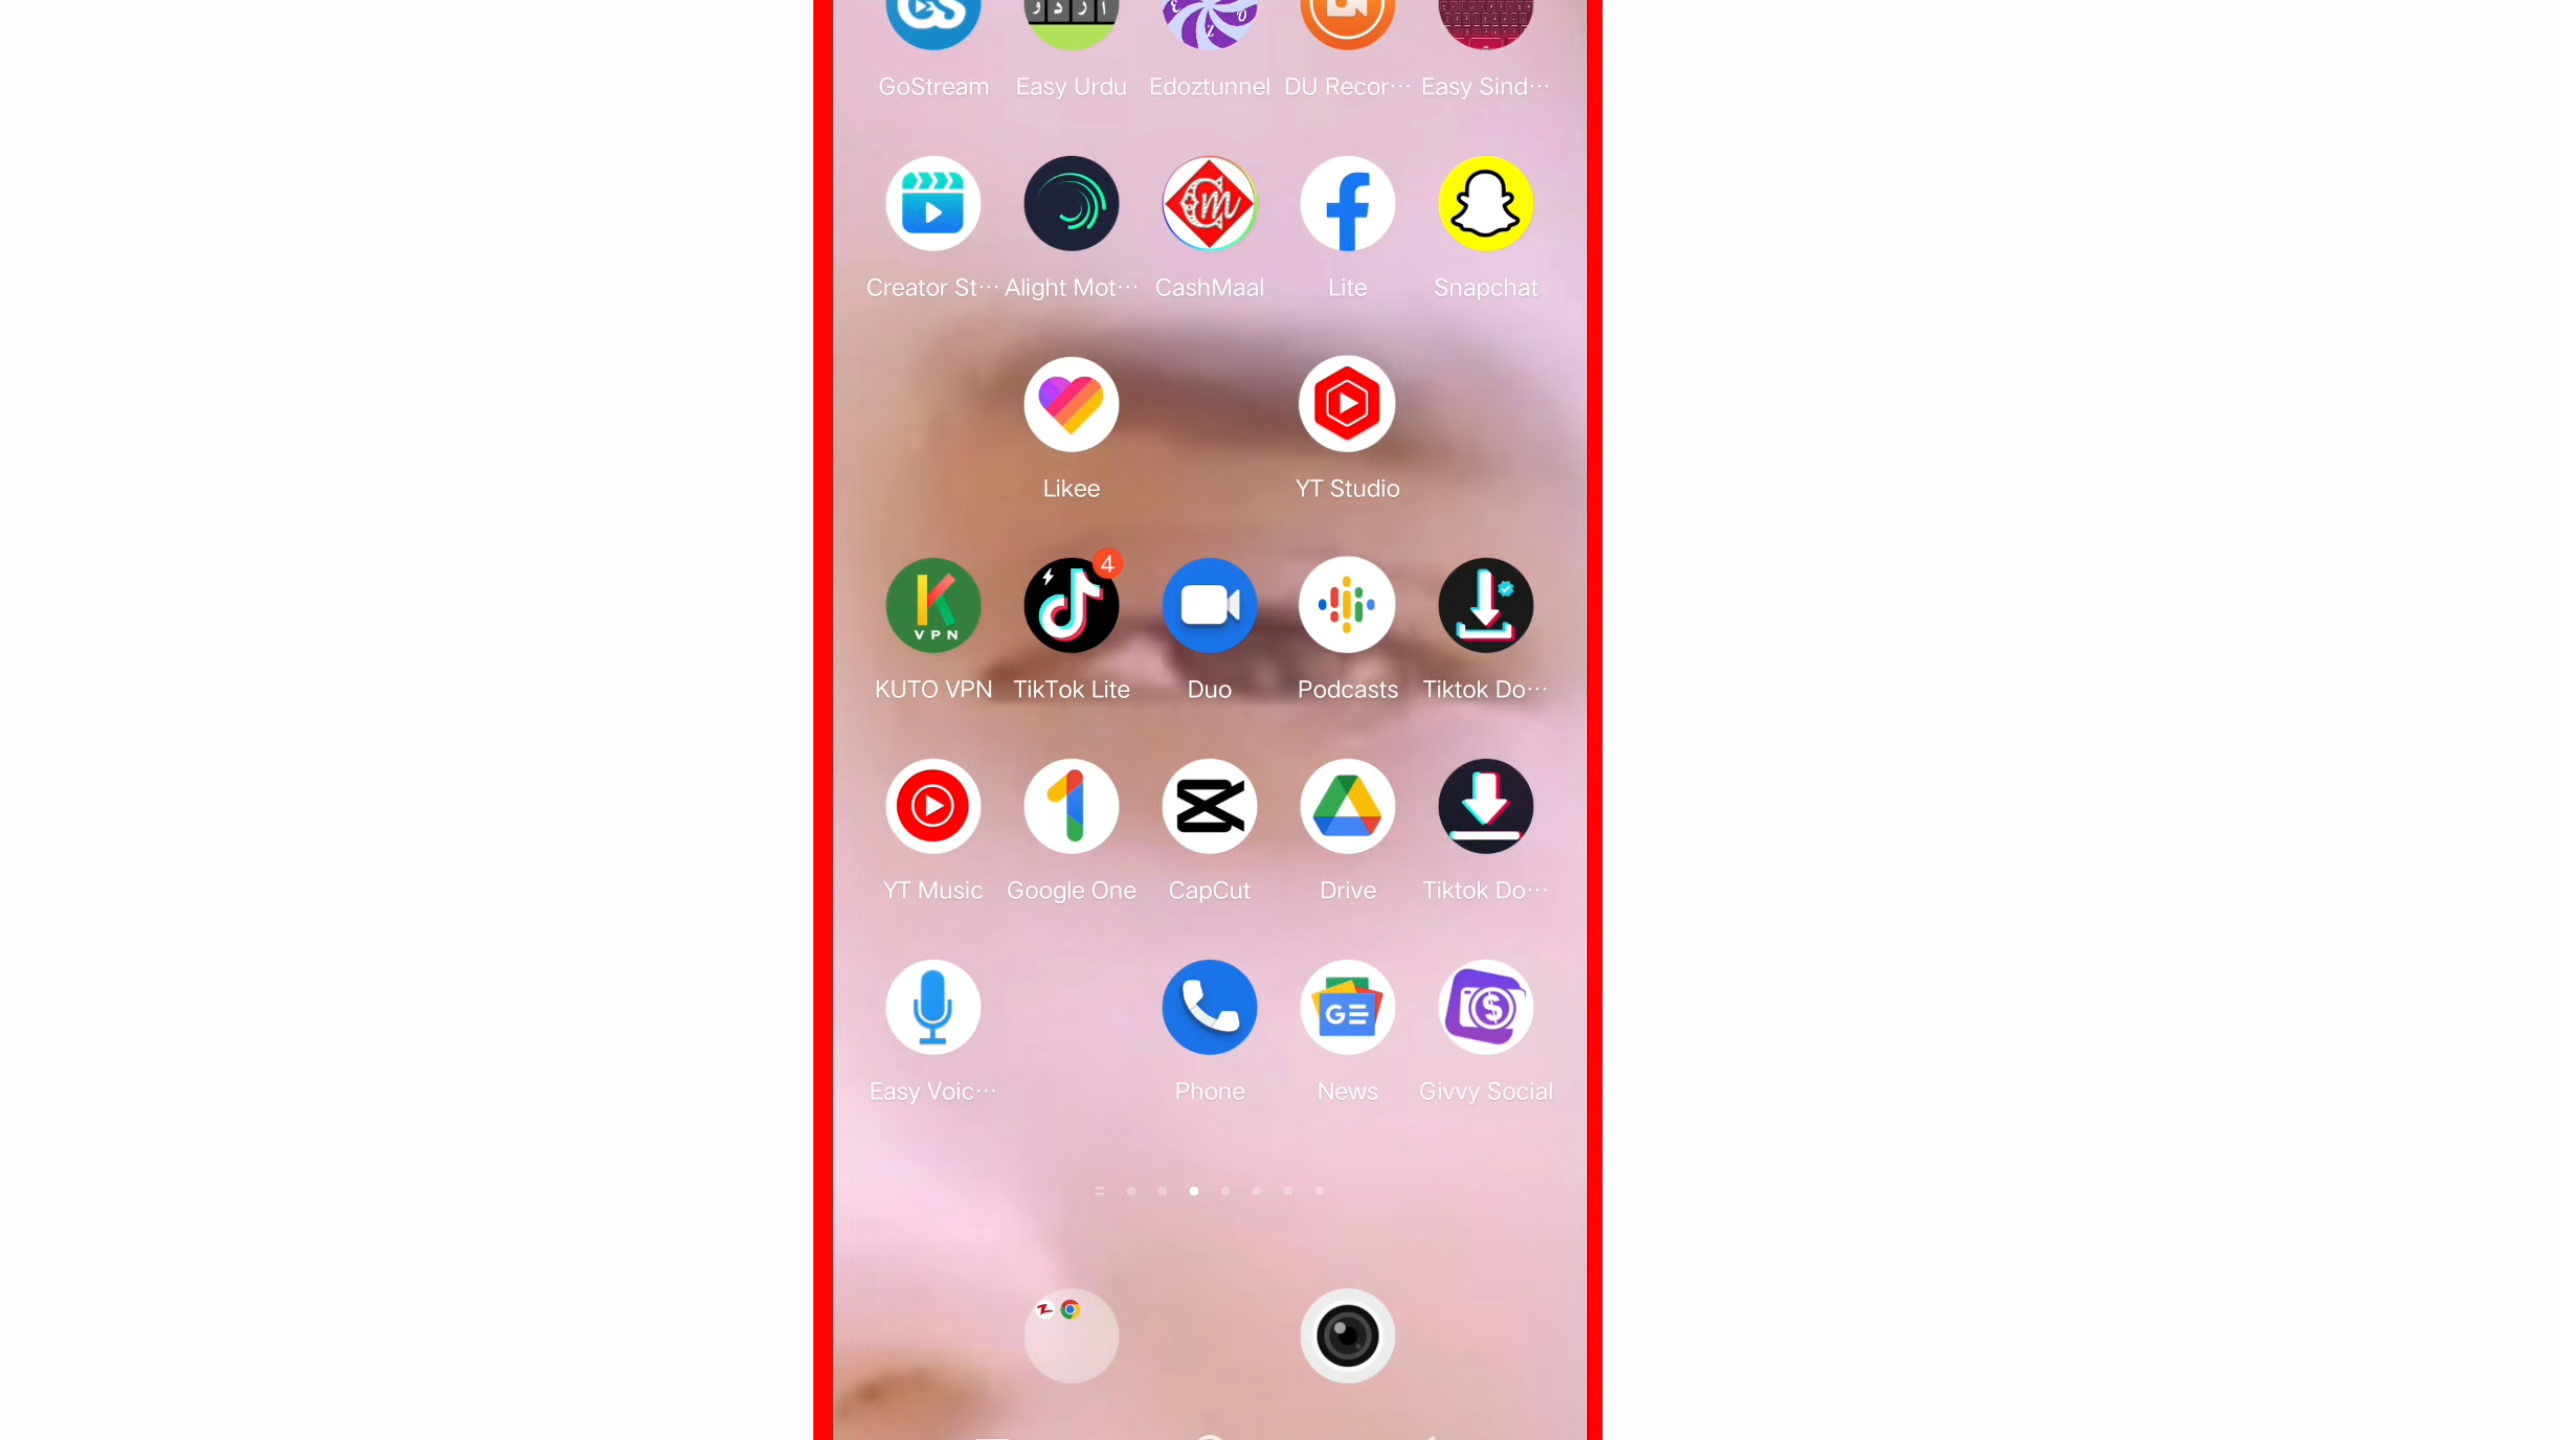 GoStream Easy Urdu Edoztunnel DU Recor··· Easy Sind···
Creator St··· Alight Mot··· CashMaal Lite Snapchat
Likee YT Studio
VPN 4
KUTO VPN TikTok Lite Duo Podcasts Tiktok Do···
YT Music Google One CapCut Drive Tiktok Do···
Easy Voic··· Phone News Givvy Social